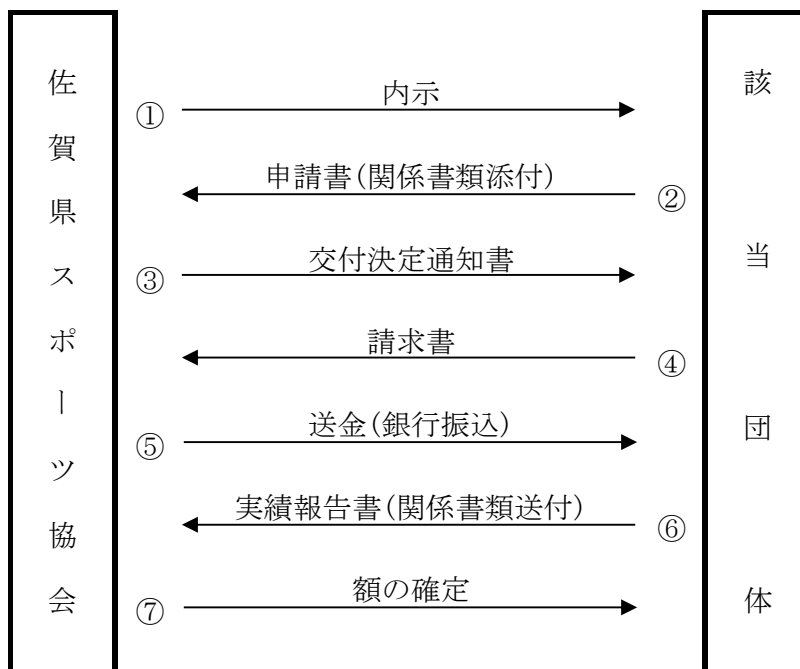 佐賀県スポーツ協会
① 内示
申請書(関係書類添付) ②
③ 交付決定通知書
請求書 ④
⑤ 送金(銀行振込)
実績報告書(関係書類送付) ⑥
⑦ 額の確定
該当団体